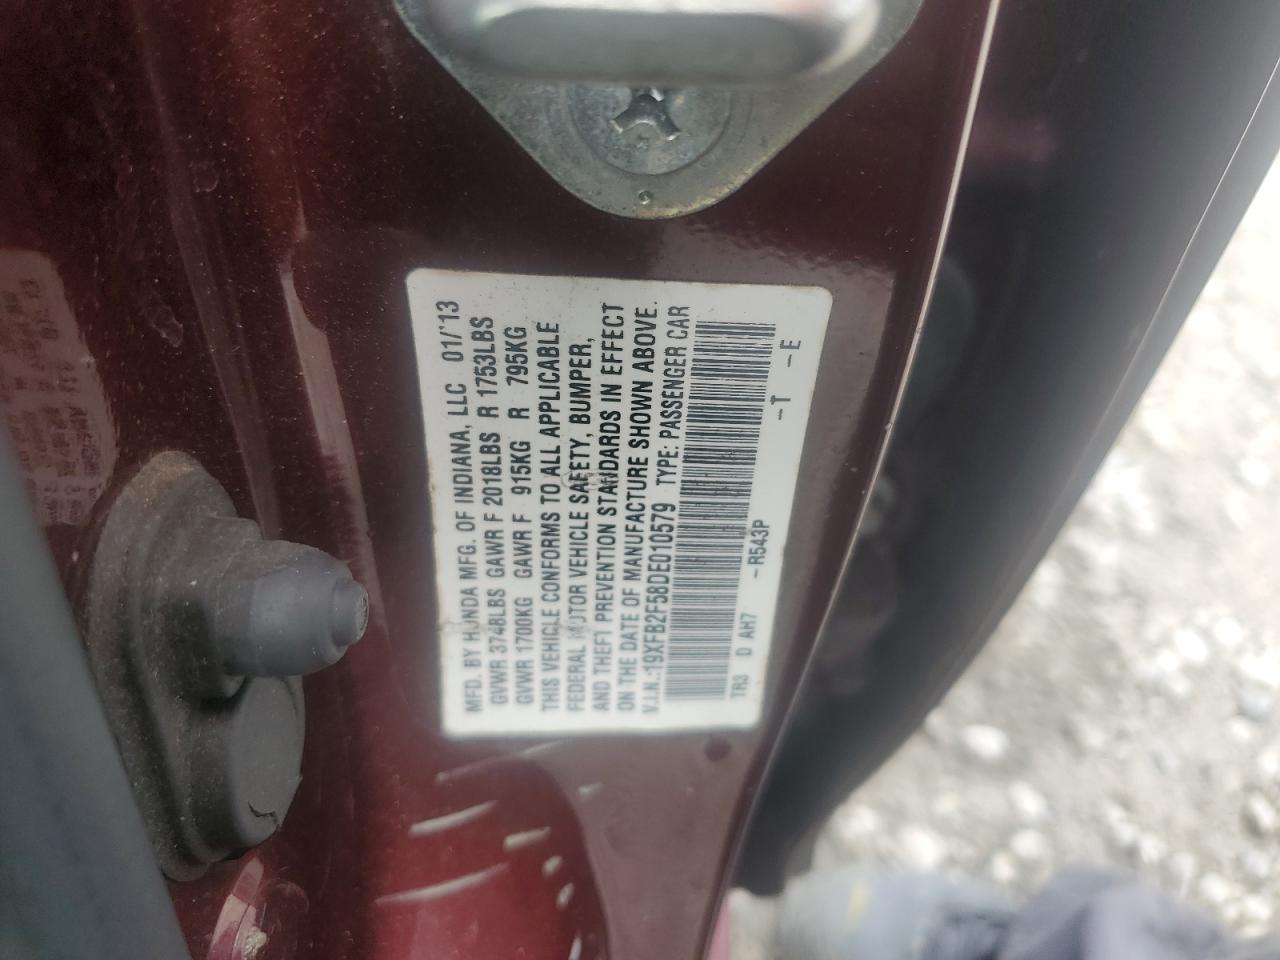 MFD. BY HONDA MFG. OF INDIANA, LLC 01/'13
GVWR 3748LBS GAWR F 2018LBS R 1753LBS
GVWR 1700KG GAWR F 915KG R 795KG
THIS VEHICLE CONFORMS TO ALL APPLICABLE
FEDERAL MOTOR VEHICLE SAFETY, BUMPER,
AND THEFT PREVENTION STANDARDS IN EFFECT
ON THE DATE OF MANUFACTURE SHOWN ABOVE.
V.I.N.:19XFB2F58DE010579 TYPE: PASSENGER CAR
TR3 D AH7 -R543P -T -E